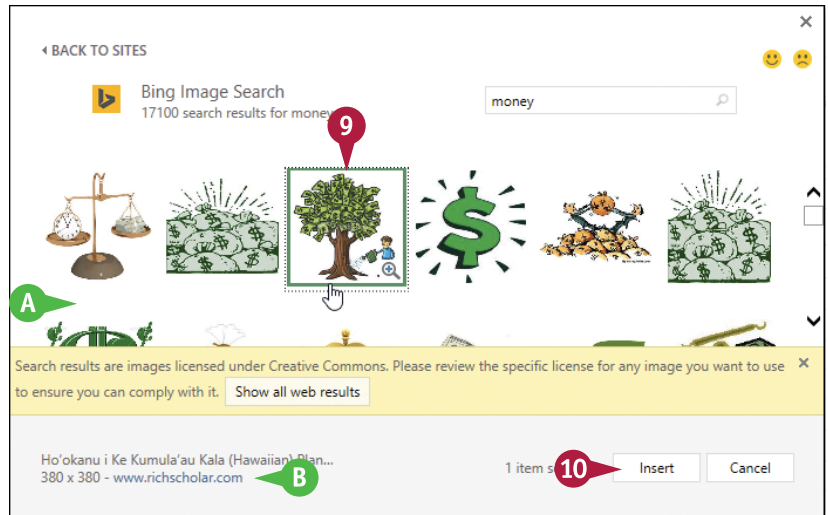 BACK TO SITES
Bing Image Search
17100 search results for money
money
9
A
Search results are images licensed under Creative Commons. Please review the specific license for any image you want to use
to ensure you can comply with it. Show all web results
Ho'okanu i Ke Kumula'au Kala (Hawaiian) Plan...
380 x 380 - www.richscholar.com
B
1 item
10
Insert
Cancel